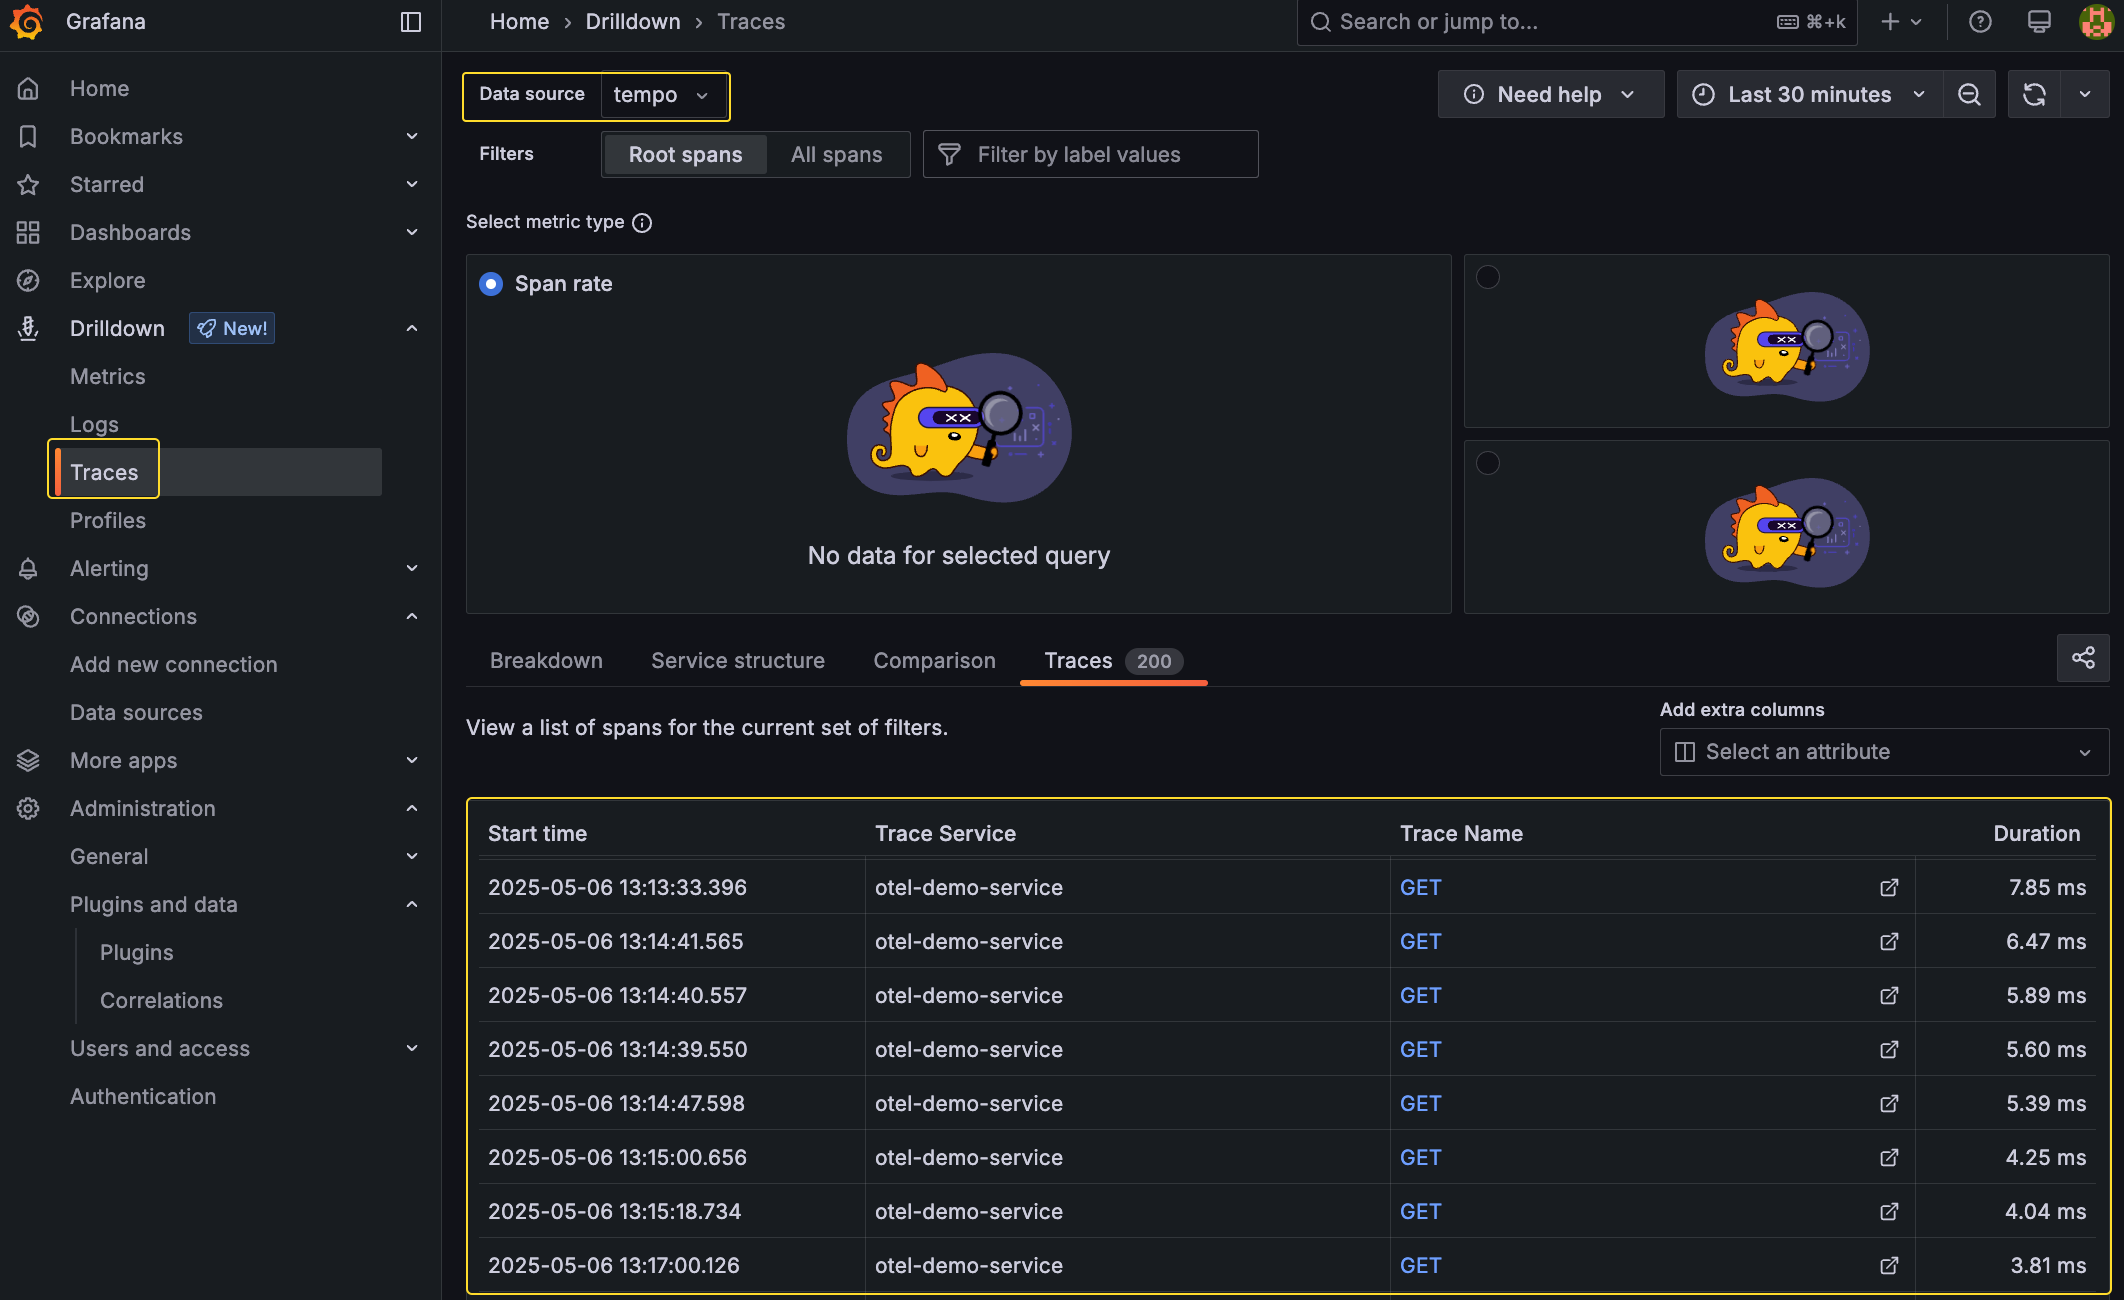 Grafana
Home › Drilldown › Traces
Search or jump to... ⌘+k
Home
Bookmarks
Starred
Dashboards
Explore
Drilldown New!
Metrics
Logs
Traces
Profiles
Alerting
Connections
Add new connection
Data sources
More apps
Administration
General
Plugins and data
Plugins
Correlations
Users and access
Authentication
Data source tempo
Need help
Last 30 minutes
Filters Root spans All spans Filter by label values
Select metric type
Span rate
No data for selected query
Breakdown Service structure Comparison Traces 200
View a list of spans for the current set of filters.
Add extra columns
Select an attribute
Start time Trace Service Trace Name Duration
2025-05-06 13:13:33.396 otel-demo-service GET 7.85 ms
2025-05-06 13:14:41.565 otel-demo-service GET 6.47 ms
2025-05-06 13:14:40.557 otel-demo-service GET 5.89 ms
2025-05-06 13:14:39.550 otel-demo-service GET 5.60 ms
2025-05-06 13:14:47.598 otel-demo-service GET 5.39 ms
2025-05-06 13:15:00.656 otel-demo-service GET 4.25 ms
2025-05-06 13:15:18.734 otel-demo-service GET 4.04 ms
2025-05-06 13:17:00.126 otel-demo-service GET 3.81 ms